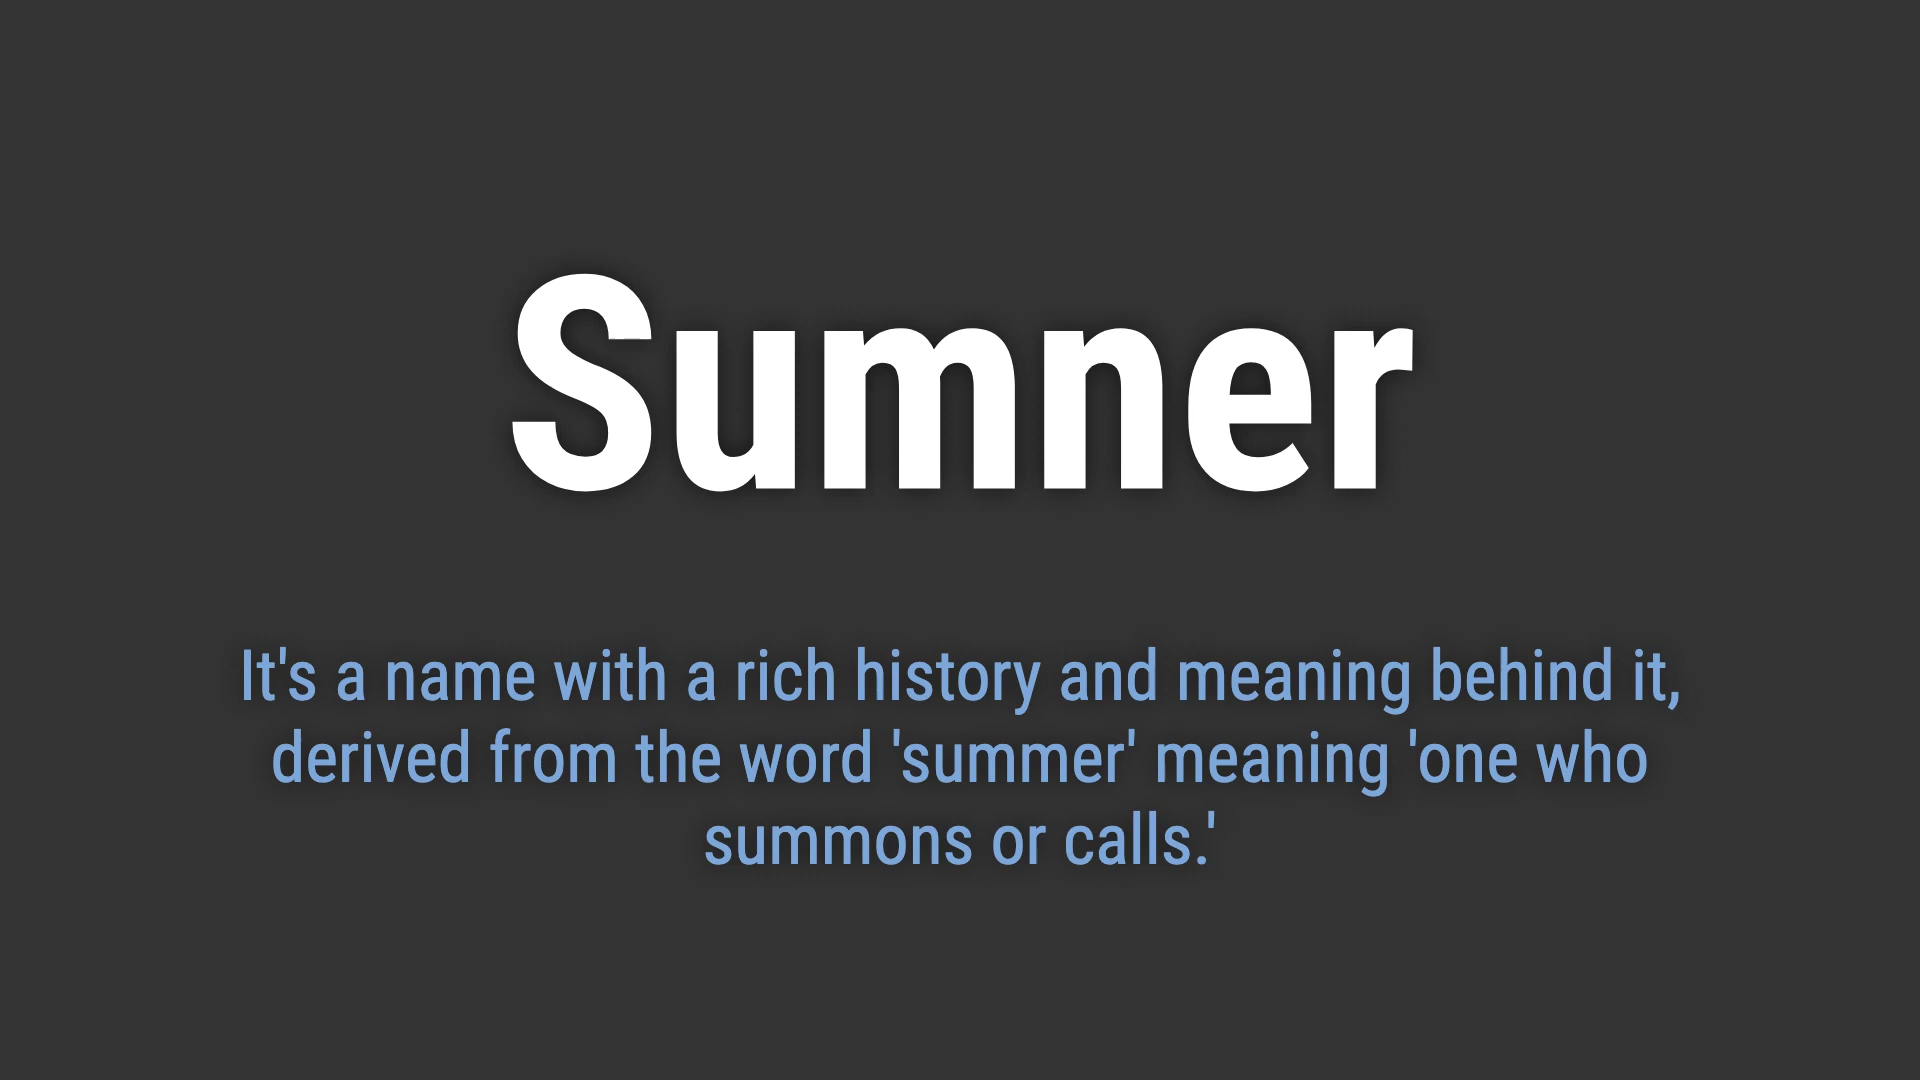 Sumner
It's a name with a rich history and meaning behind it,
derived from the word 'summer' meaning 'one who
summons or calls.'